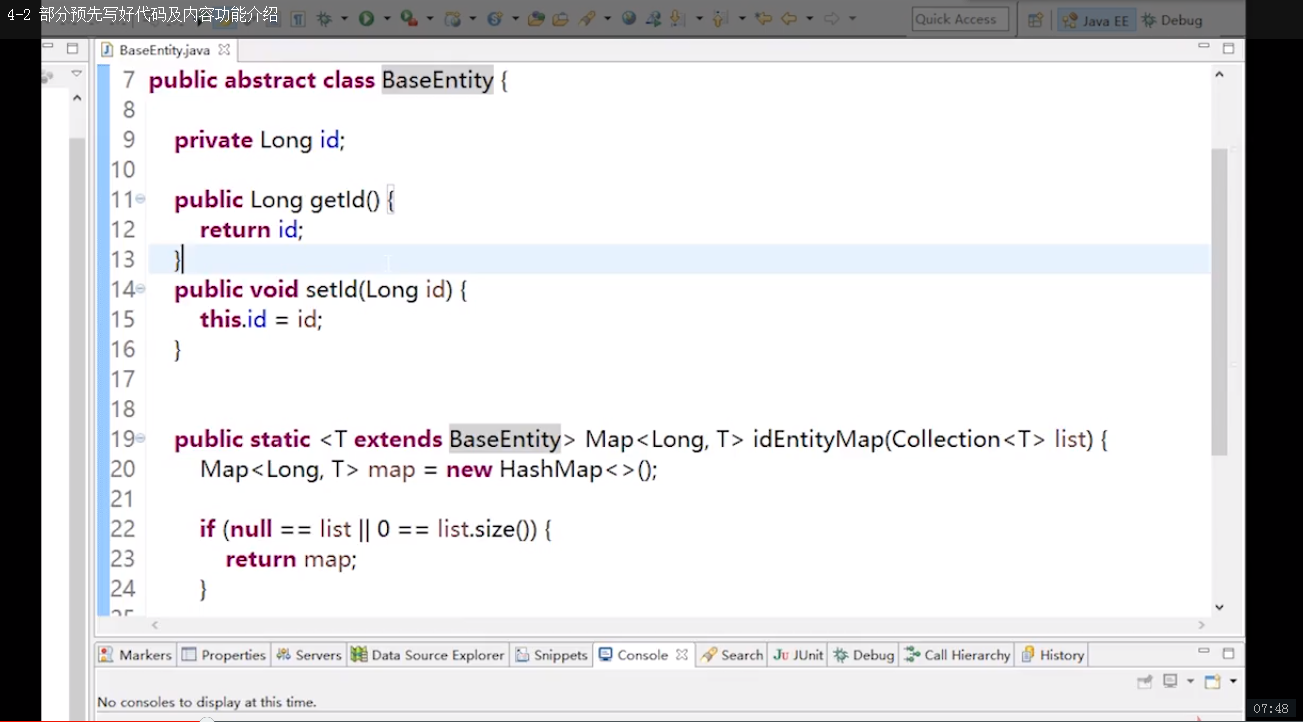 4-2 部分预先写好代码及内容功能介绍
Quick Access
Java EE
Debug
BaseEntity.java
7 public abstract class BaseEntity {
8
9 private Long id;
10
11 public Long getId() {
12 return id;
13 }
14 public void setId(Long id) {
15 this.id = id;
16 }
17
18
19 public static <T extends BaseEntity> Map<Long, T> idEntityMap(Collection<T> list) {
20 Map<Long, T> map = new HashMap<>();
21
22 if (null == list || 0 == list.size()) {
23 return map;
24 }
25
Markers Properties Servers Data Source Explorer Snippets Console Search JUnit Debug Call Hierarchy History
No consoles to display at this time.
07:48